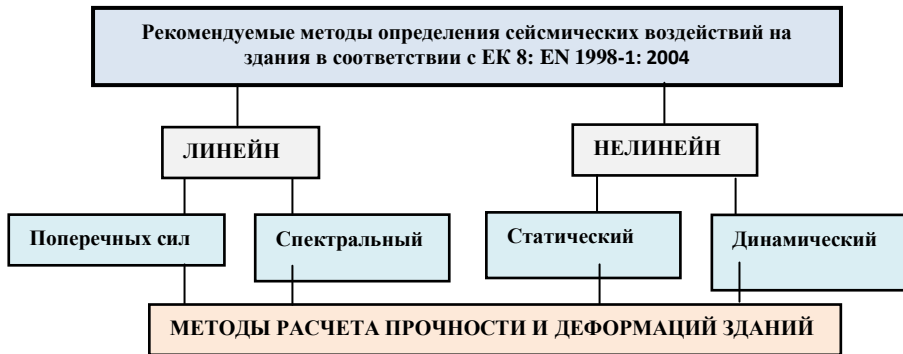 Рекомендуемые методы определения сейсмических воздействий на
здания в соответствии с ЕК 8: EN 1998-1: 2004
ЛИНЕЙН
НЕЛИНЕЙН
Поперечных сил
Спектральный
Статический
Динамический
МЕТОДЫ РАСЧЕТА ПРОЧНОСТИ И ДЕФОРМАЦИЙ ЗДАНИЙ